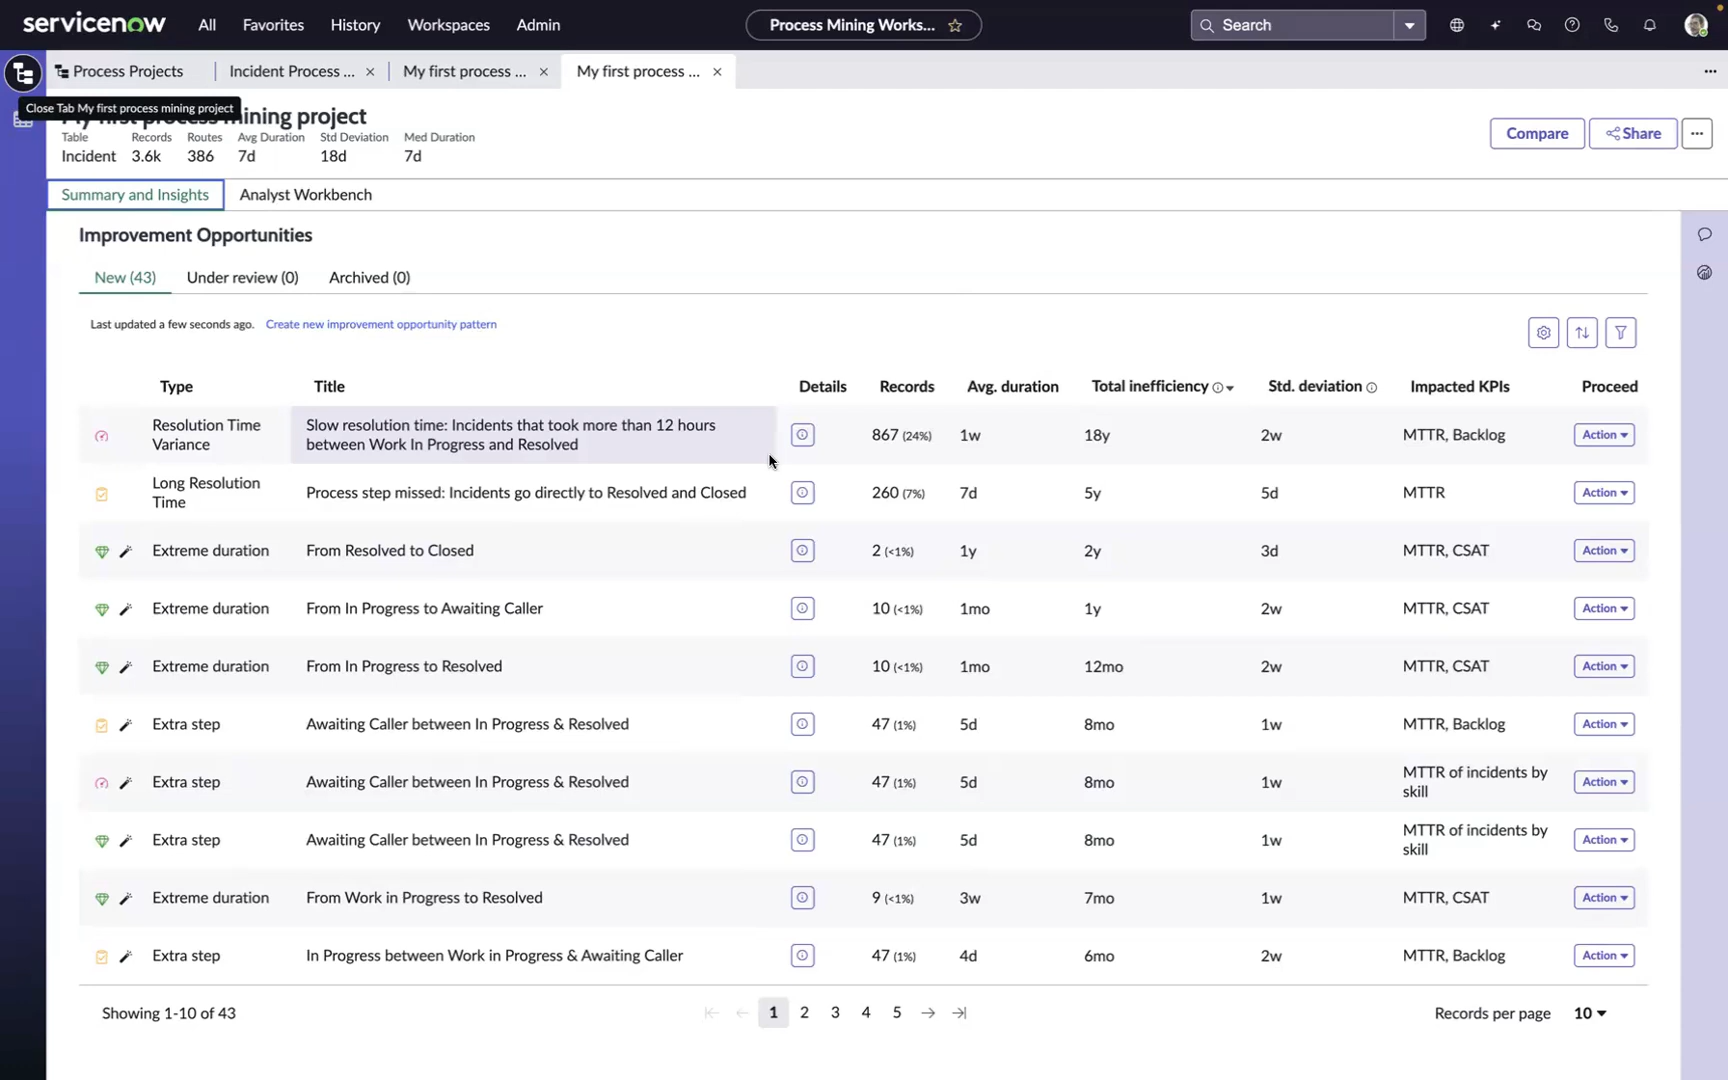 servicenow All Favorites History Workspaces Admin Process Mining Works... Search
Process Projects Incident Process ... My first process ... My first process ...
Close Tab My first process mining project
My first process mining project
Table Records Routes Avg Duration Std Deviation Med Duration
Incident 3.6k 386 7d 18d 7d
Compare Share
Summary and Insights Analyst Workbench
Improvement Opportunities
New (43) Under review (0) Archived (0)
Last updated a few seconds ago. Create new improvement opportunity pattern
Type Title Details Records Avg. duration Total inefficiency Std. deviation Impacted KPIs Proceed
Resolution Time
Variance
Slow resolution time: Incidents that took more than 12 hours
between Work In Progress and Resolved
867 (24%) 1w 18y 2w MTTR, Backlog Action
Long Resolution
Time
Process step missed: Incidents go directly to Resolved and Closed 260 (7%) 7d 5y 5d MTTR Action
Extreme duration From Resolved to Closed 2 (<1%) 1y 2y 3d MTTR, CSAT Action
Extreme duration From In Progress to Awaiting Caller 10 (<1%) 1mo 1y 2w MTTR, CSAT Action
Extreme duration From In Progress to Resolved 10 (<1%) 1mo 12mo 2w MTTR, CSAT Action
Extra step Awaiting Caller between In Progress & Resolved 47 (1%) 5d 8mo 1w MTTR, Backlog Action
Extra step Awaiting Caller between In Progress & Resolved 47 (1%) 5d 8mo 1w MTTR of incidents by
skill
Action
Extra step Awaiting Caller between In Progress & Resolved 47 (1%) 5d 8mo 1w MTTR of incidents by
skill
Action
Extreme duration From Work in Progress to Resolved 9 (<1%) 3w 7mo 1w MTTR, CSAT Action
Extra step In Progress between Work in Progress & Awaiting Caller 47 (1%) 4d 6mo 2w MTTR, Backlog Action
Showing 1-10 of 43 1 2 3 4 5 Records per page 10